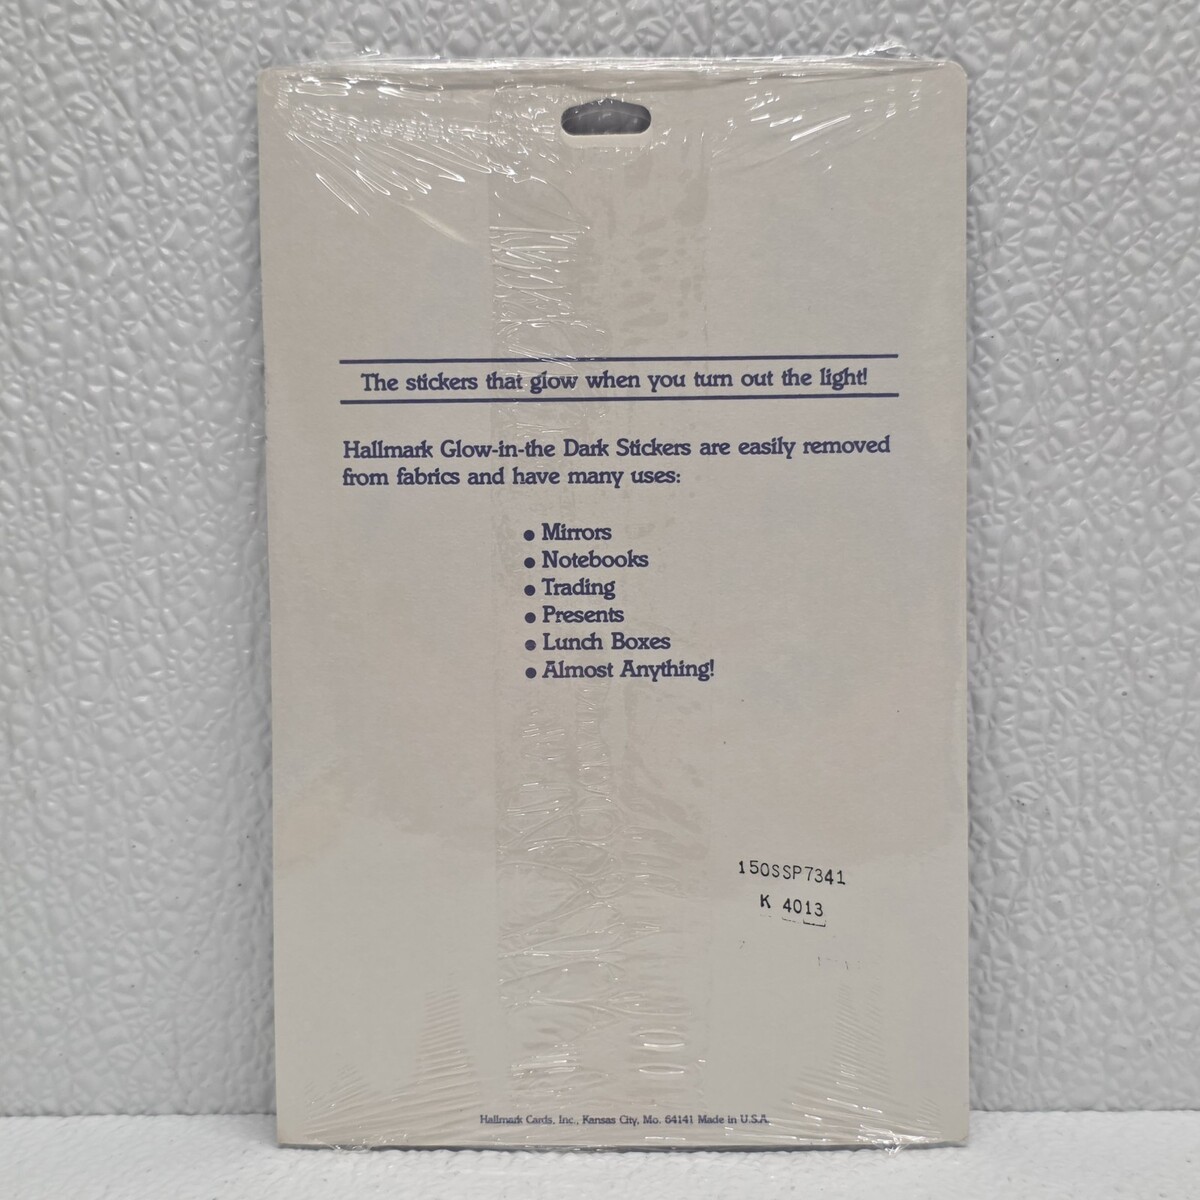 The stickers that glow when you turn out the light!
Hallmark Glow-in-the Dark Stickers are easily removed
from fabrics and have many uses:
● Mirrors
● Notebooks
● Trading
● Presents
● Lunch Boxes
● Almost Anything!
150SSP7341
K 4013
Hallmark Cards, Inc., Kansas City, Mo. 64141 Made in U.S.A.